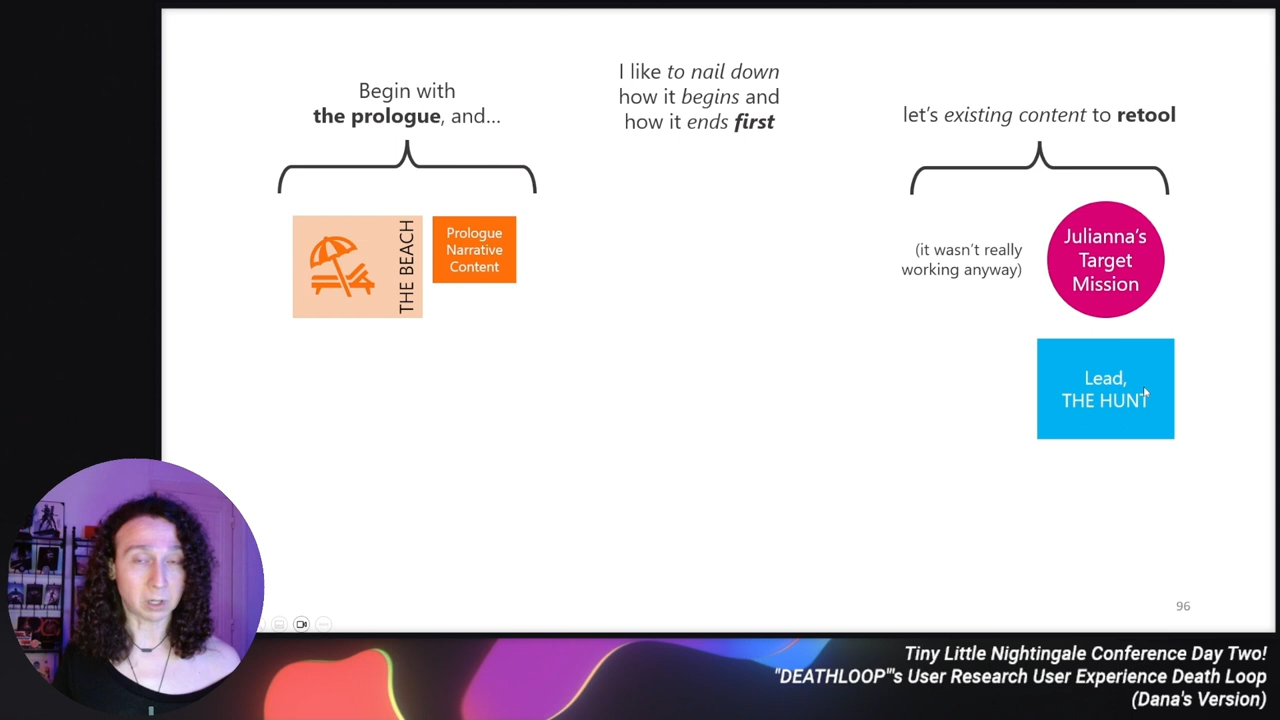 Begin with
the prologue, and...
I like to nail down
how it begins and
how it ends first
let's existing content to retool
THE BEACH
Prologue
Narrative
Content
(it wasn't really
working anyway)
Julianna's
Target
Mission
Lead,
THE HUNT
96
Tiny Little Nightingale Conference Day Two!
"DEATHLOOP"'s User Research User Experience Death Loop
(Dana's Version)